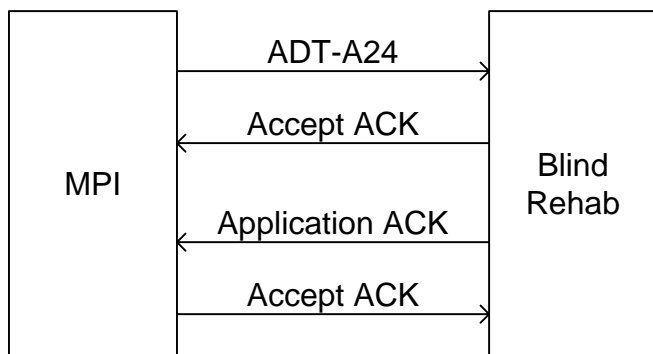 ADT-A24
Accept ACK
MPI
Blind
Rehab
Application ACK
Accept ACK